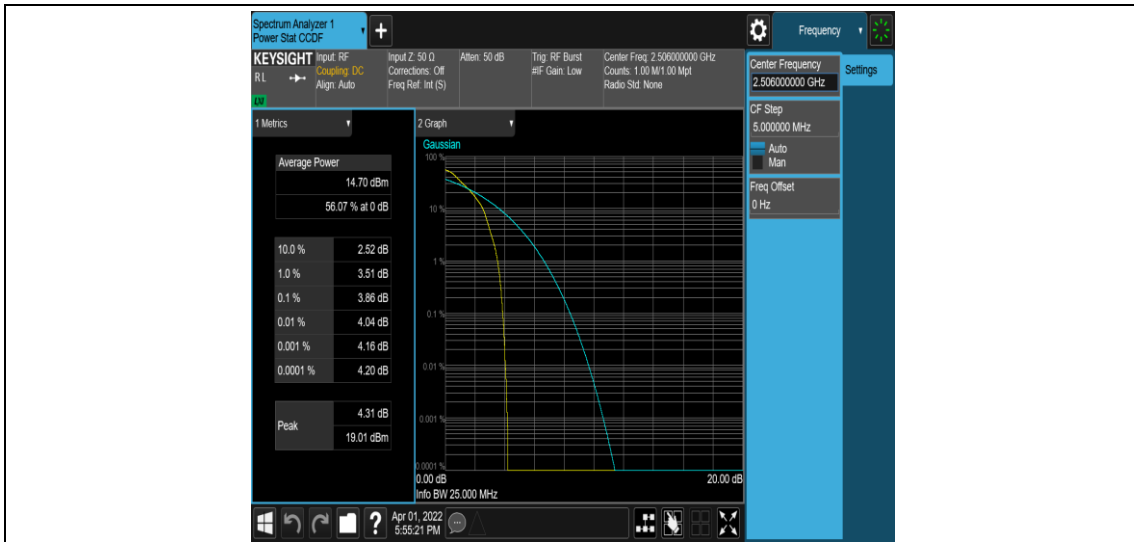 Spectrum Analyzer 1
Power Stat CCDF
+
Frequency
KEYSIGHT
RL
LXI
Input: RF
Coupling: DC
Align: Auto
Input Z: 50 Ω
Corrections: Off
Freq Ref: Int (S)
Atten: 50 dB
Trig: RF Burst
#IF Gain: Low
Center Freq: 2.506000000 GHz
Counts: 1.00 M/1.00 Mpt
Radio Std: None
Center Frequency
2.506000000 GHz
Settings
CF Step
5.000000 MHz
Auto
Man
Freq Offset
0 Hz
1 Metrics
Average Power
14.70 dBm
56.07 % at 0 dB
10.0 % 2.52 dB
1.0 % 3.51 dB
0.1 % 3.86 dB
0.01 % 4.04 dB
0.001 % 4.16 dB
0.0001 % 4.20 dB
Peak 4.31 dB
19.01 dBm
2 Graph
Gaussian
100 %
10 %
1 %
0.1 %
0.01 %
0.001 %
0.0001 %
0.00 dB 20.00 dB
Info BW 25.000 MHz
?
Apr 01, 2022
5:55:21 PM